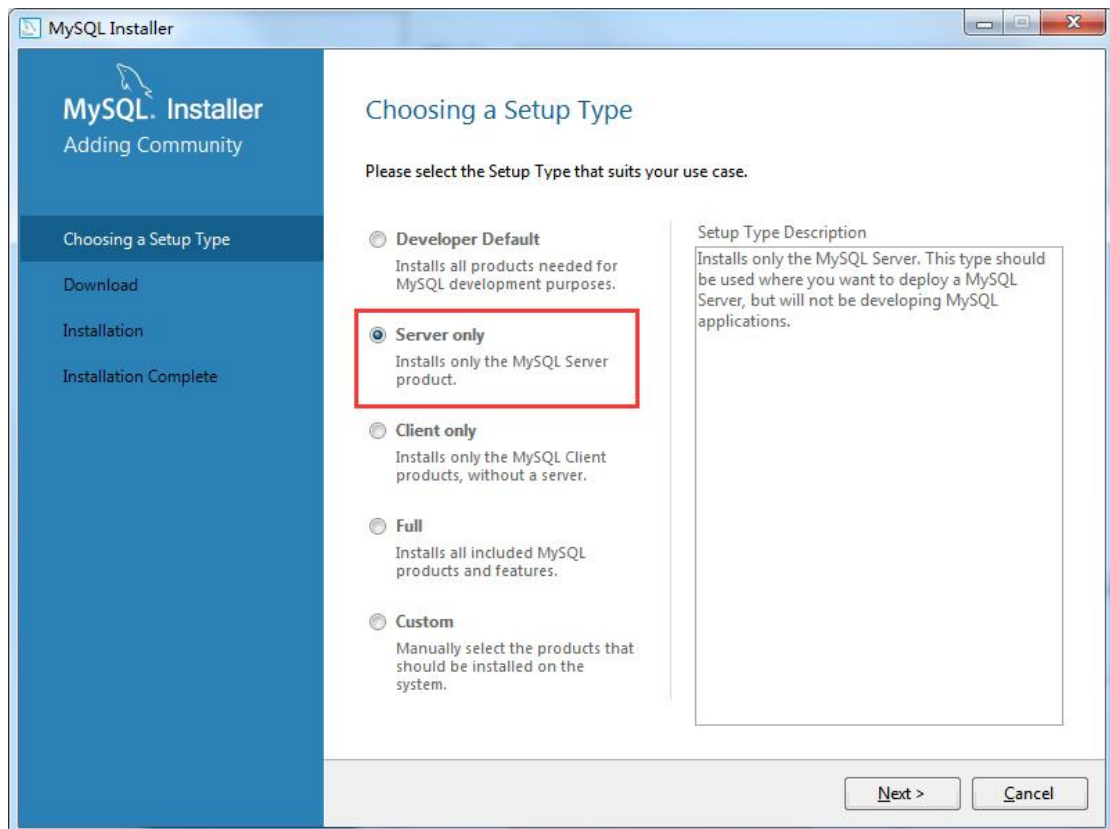 MySQL Installer
MySQL. Installer
Adding Community
Choosing a Setup Type
Download
Installation
Installation Complete
Choosing a Setup Type
Please select the Setup Type that suits your use case.
Developer Default
Installs all products needed for
MySQL development purposes.
Server only
Installs only the MySQL Server
product.
Client only
Installs only the MySQL Client
products, without a server.
Full
Installs all included MySQL
products and features.
Custom
Manually select the products that
should be installed on the
system.
Setup Type Description
Installs only the MySQL Server. This type should
be used where you want to deploy a MySQL
Server, but will not be developing MySQL
applications.
Next >
Cancel